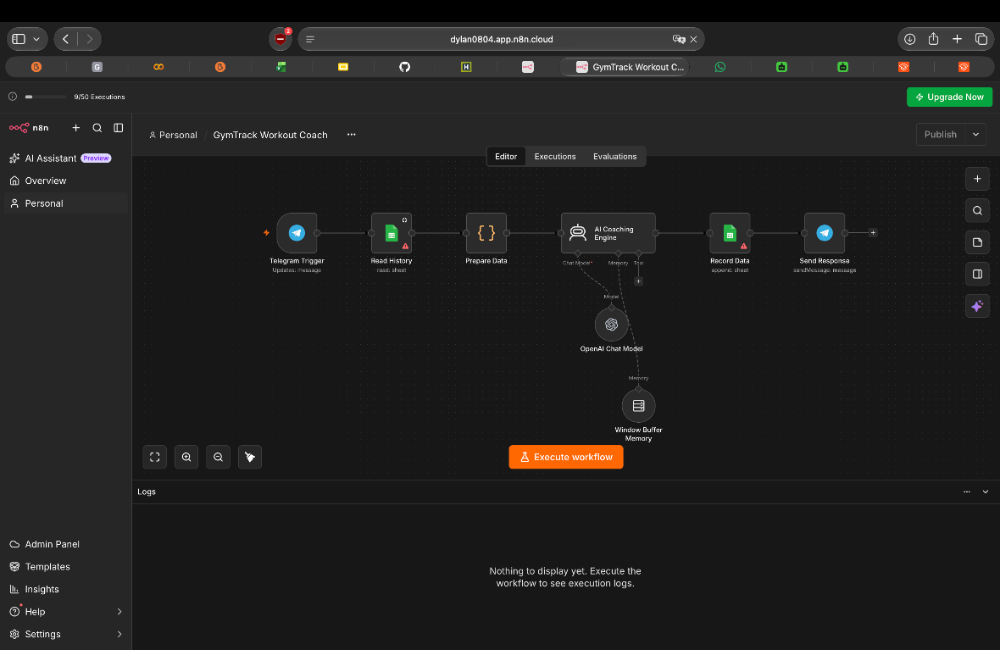 2
dylan0804.app.n8n.cloud
G
H
GymTrack Workout C...
9/50 Executions
Upgrade Now
n8n
Personal / GymTrack Workout Coach
Publish
AI Assistant Preview
Editor
Executions
Evaluations
Overview
Personal
Telegram Trigger
Updates: message
Read History
read: sheet
Prepare Data
AI Coaching
Engine
Chat Model*
Memory
Tool
Record Data
append: sheet
Send Response
sendMessage: message
Model
OpenAI Chat Model
Memory
Window Buffer
Memory
Execute workflow
Logs
Nothing to display yet. Execute the
workflow to see execution logs.
Admin Panel
Templates
Insights
Help
Settings